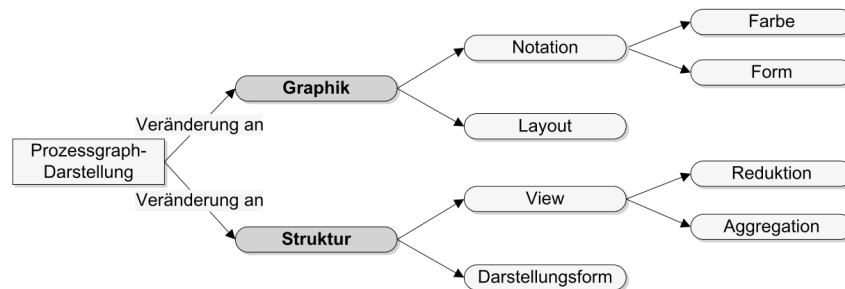 Farbe
Notation
Form
Graphik
Veränderung an
Layout
Prozessgraph-
Darstellung
Veränderung an
Reduktion
View
Aggregation
Struktur
Darstellungsform